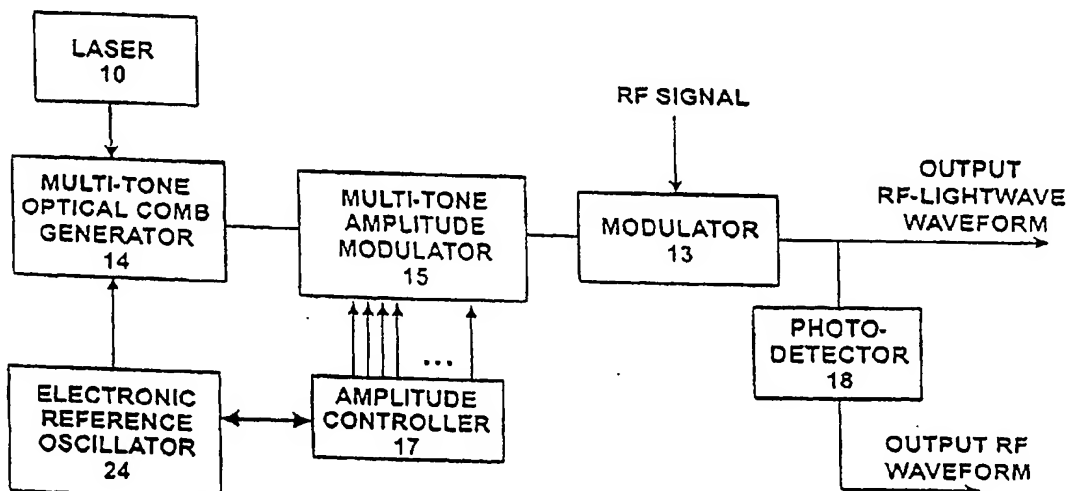 LASER
10
RF SIGNAL
MULTI-TONE
OPTICAL COMB
GENERATOR
14
MULTI-TONE
AMPLITUDE
MODULATOR
15
MODULATOR
13
OUTPUT
RF-LIGHTWAVE
WAVEFORM
PHOTO-
DETECTOR
18
ELECTRONIC
REFERENCE
OSCILLATOR
24
...
AMPLITUDE
CONTROLLER
17
OUTPUT RF
WAVEFORM